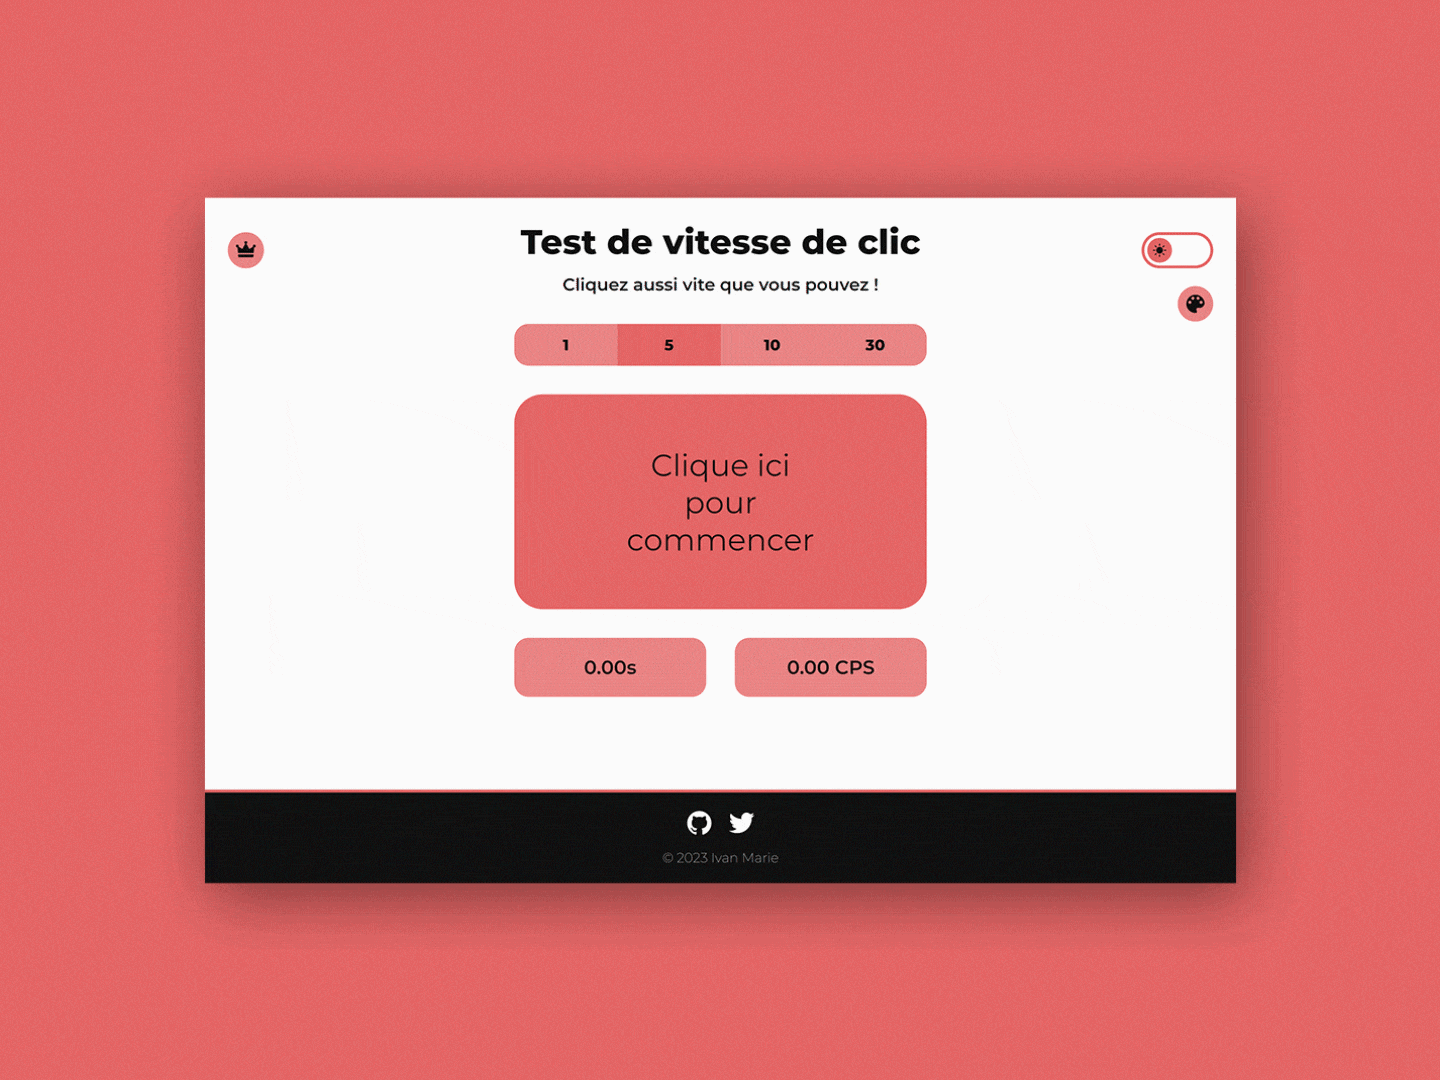 Test de vitesse de clic
Cliquez aussi vite que vous pouvez !
1 5 10 30
Clique ici
pour
commencer
0.00s 0.00 CPS
© 2023 Ivan Marie